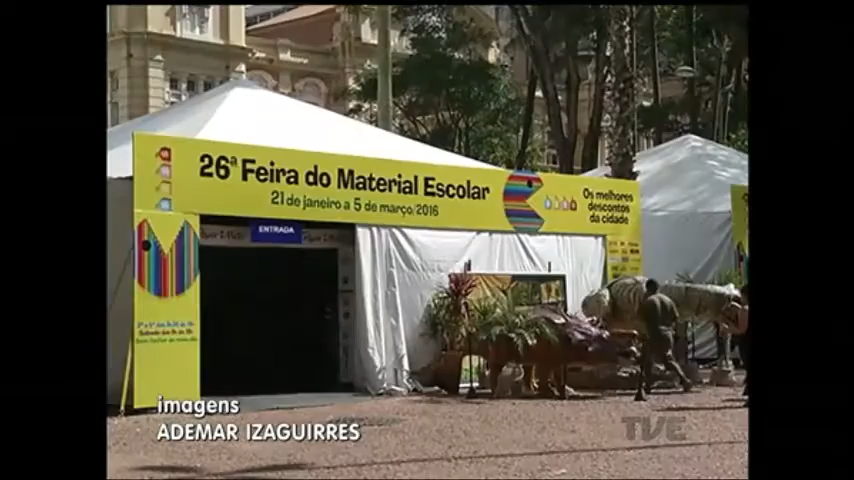 26ª Feira do Material Escolar
21 de janeiro a 5 de março/2016
Os melhores
descontos
da cidade
ENTRADA
imagens
ADEMAR IZAGUIRRES
TVE